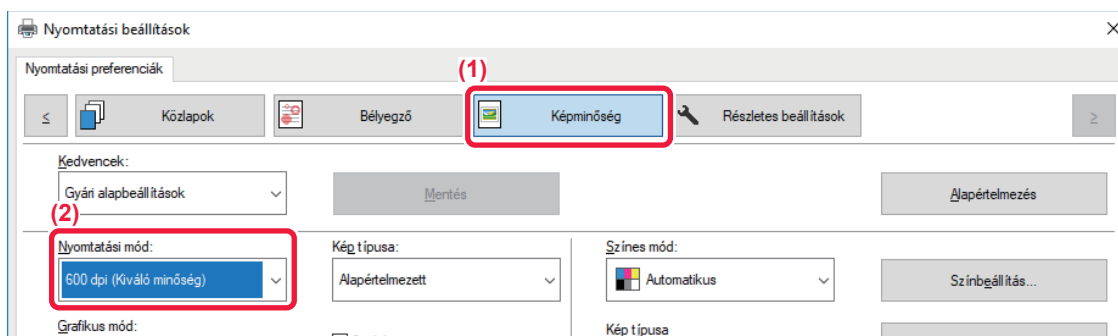 Nyomtatási beállítások
Nyomtatási preferenciák
(1)
<
Közlapok
Bélyegző
Képminőség
Részletes beállítások
>
Kedvencek:
Gyári alapbeállítások
Mentés
Alapértelmezés
(2)
Nyomtatási mód:
Kép típusa:
Színes mód:
600 dpi (Kiváló minőség)
Alapértelmezett
Automatikus
Színbeállítás...
Grafikus mód:
Kép típusa